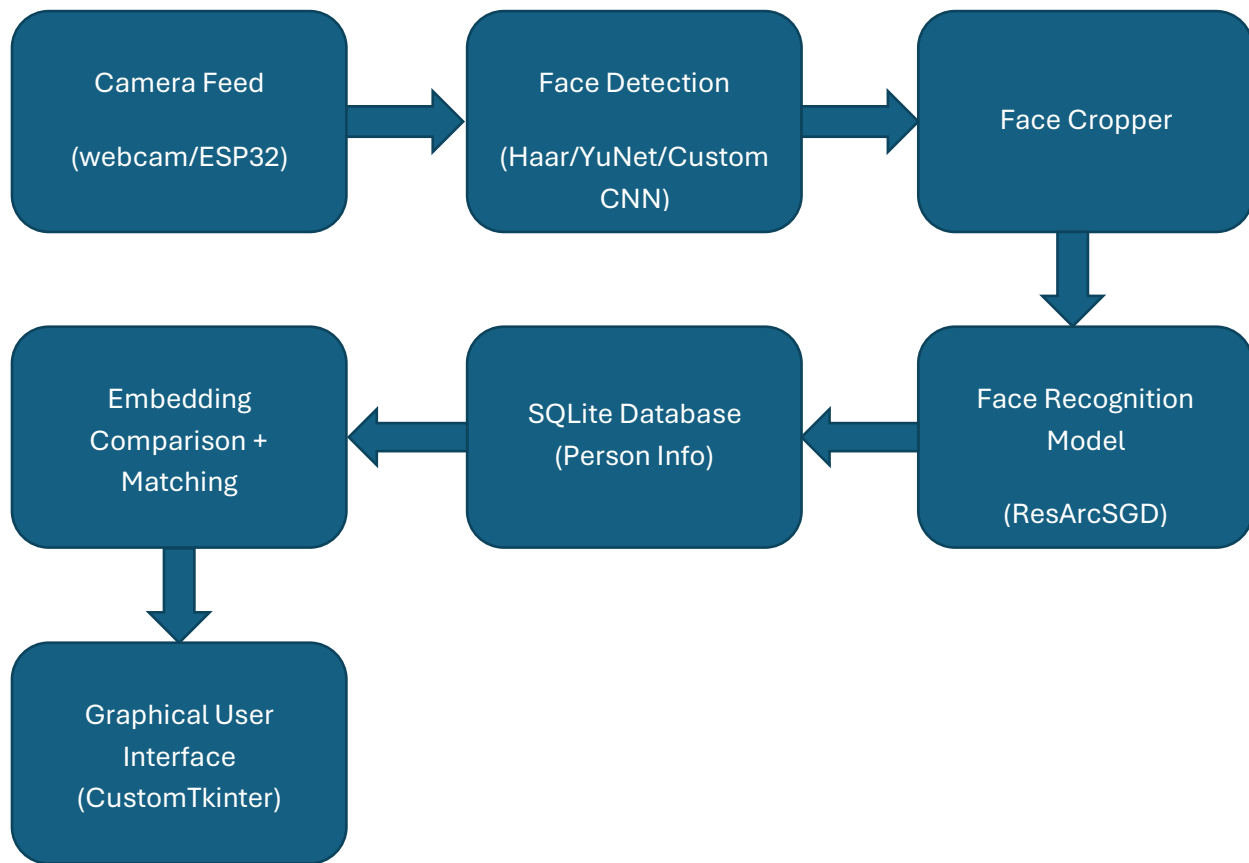 Camera Feed
(webcam/ESP32)
Face Detection
(Haar/YuNet/Custom
CNN)
Face Cropper
Face Recognition
Model
(ResArcSGD)
SQLite Database
(Person Info)
Embedding
Comparison +
Matching
Graphical User
Interface
(CustomTkinter)